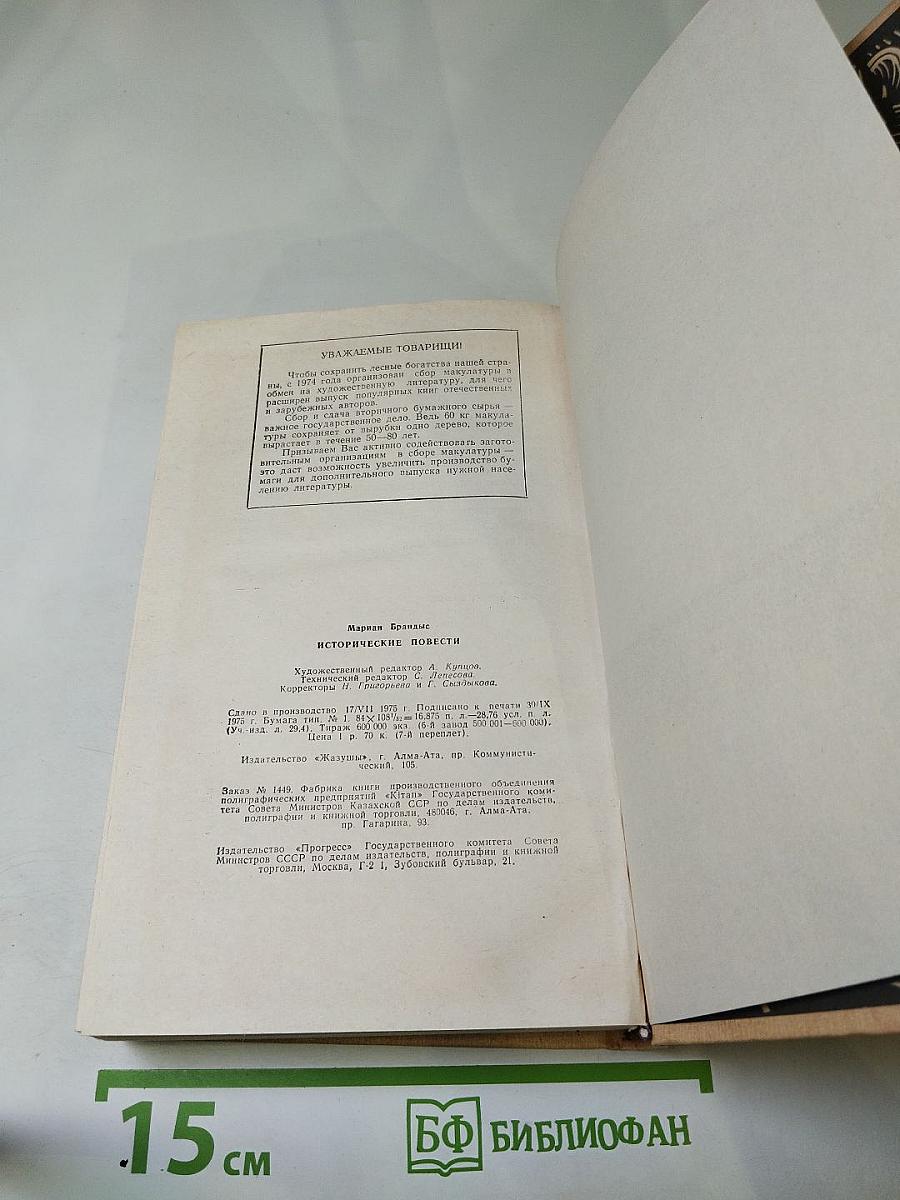 УВАЖАЕМЫЕ ТОВАРИЩИ!
Чтобы сохранить лесные богатства нашей стра-
ны, с 1974 года организован сбор макулатуры в
обмен на художественную литературу, для чего
расширен выпуск популярных книг отечественных
и зарубежных авторов.
Сбор и сдача вторичного бумажного сырья —
важное государственное дело. Ведь 60 кг макула-
туры сохраняет от вырубки одно дерево, которое
вырастает в течение 50—80 лет.
Призываем Вас активно содействовать загото-
вительным организациям в сборе макулатуры —
это даст возможность увеличить производство бу-
маги для дополнительного выпуска нужной насе-
лению литературы.
Мариан Брандыс
ИСТОРИЧЕСКИЕ ПОВЕСТИ
Художественный редактор А. Купцов.
Технический редактор С. Лепесова.
Корректоры Н. Григорьева и Г. Сыздыкова.
Сдано в производство 17/VII 1975 г. Подписано к печати 30/IX
1975 г. Бумага тип. № 1. 84×108¹/₃₂=16,875 п. л.—28,76 усл. п. л.
(Уч.-изд. л. 29,4). Тираж 600 000 экз. (6-й завод 500 001—600 000).
Цена 1 р. 70 к. (7-й переплет).
Издательство «Жазушы», г. Алма-Ата, пр. Коммунисти-
ческий, 105.
Заказ № 1449. Фабрика книги производственного объединения
полиграфических предприятий «Кітап» Государственного коми-
тета Совета Министров Казахской ССР по делам издательств,
полиграфии и книжной торговли, 480046, г. Алма-Ата,
пр. Гагарина, 93.
Издательство «Прогресс» Государственного комитета Совета
Министров СССР по делам издательств, полиграфии и книжной
торговли, Москва, Г-2 1, Зубовский бульвар, 21.
15 см
БФ БИБЛИОФАН